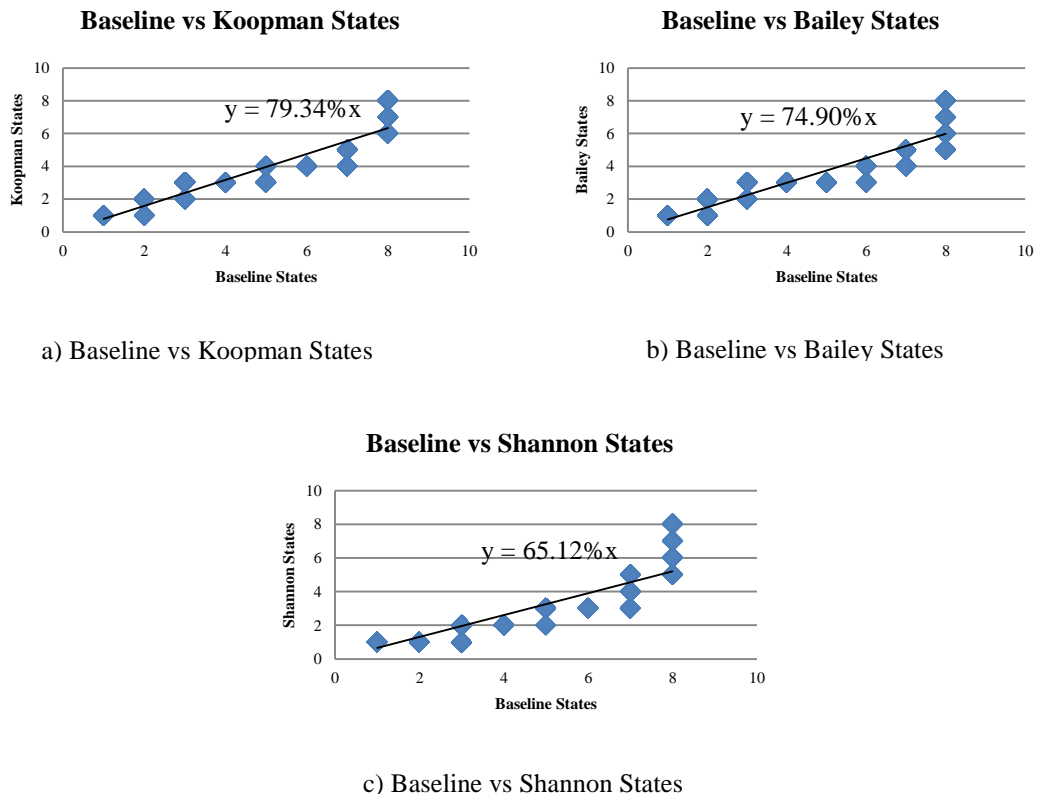 Baseline vs Koopman States
10
8
6
4
2
0
0 2 4 6 8 10
Koopman States
y = 79.34%x
Baseline States
a) Baseline vs Koopman States
Baseline vs Bailey States
10
8
6
4
2
0
0 2 4 6 8 10
Bailey States
y = 74.90%x
Baseline States
b) Baseline vs Bailey States
Baseline vs Shannon States
10
8
6
4
2
0
0 2 4 6 8 10
Shannon States
y = 65.12%x
Baseline States
c) Baseline vs Shannon States